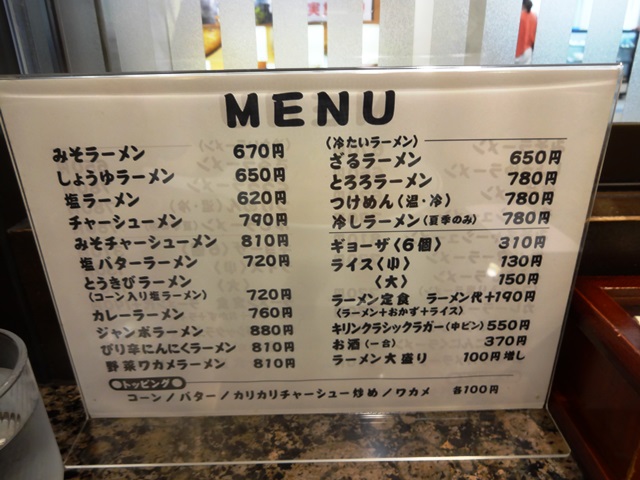 MENU
みそラーメン 670円
しょうゆラーメン 650円
塩ラーメン 620円
チャーシューメン 790円
みそチャーシューメン 810円
塩バターラーメン 720円
とうきびラーメン
(コーン入り塩ラーメン) 720円
カレーラーメン 760円
ジャンボラーメン 880円
ぴり辛にんにくラーメン 810円
野菜ワカメラーメン 810円
(冷たいラーメン)
ざるラーメン 650円
とろろラーメン 780円
つけめん(温・冷) 780円
冷しラーメン(夏季のみ) 780円
ギョーザ〈6個〉 310円
ライス〈小〉 130円
〈大〉 150円
ラーメン定食 ラーメン代+190円
(ラーメン+おかず+ライス)
キリンクラシックラガー(中ビン) 550円
お酒(一合) 370円
ラーメン大盛り 100円増し
●トッピング●
コーン/バター/カリカリチャーシュー炒め/ワカメ 各100円